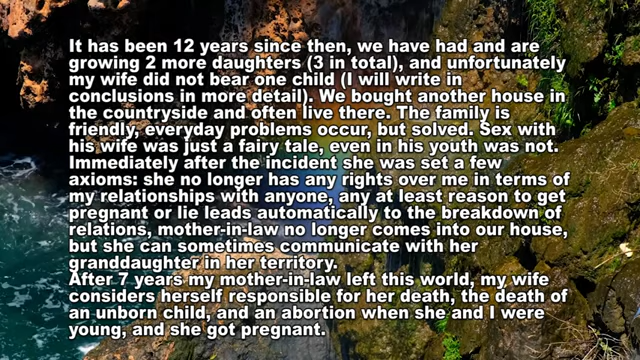 It has been 12 years since then, we have had and are
growing 2 more daughters (3 in total), and unfortunately
my wife did not bear one child (I will write in
conclusions in more detail). We bought another house in
the countryside and often live there. The family is
friendly, everyday problems occur, but solved. Sex with
his wife was just a fairy tale, even in his youth was not.
Immediately after the incident she was set a few
axioms: she no longer has any rights over me in terms of
my relationships with anyone, any at least reason to get
pregnant or lie leads automatically to the breakdown of
relations, mother-in-law no longer comes into our house,
but she can sometimes communicate with her
granddaughter in her territory.
After 7 years my mother-in-law left this world, my wife
considers herself responsible for her death, the death of
an unborn child, and an abortion when she and I were
young, and she got pregnant.